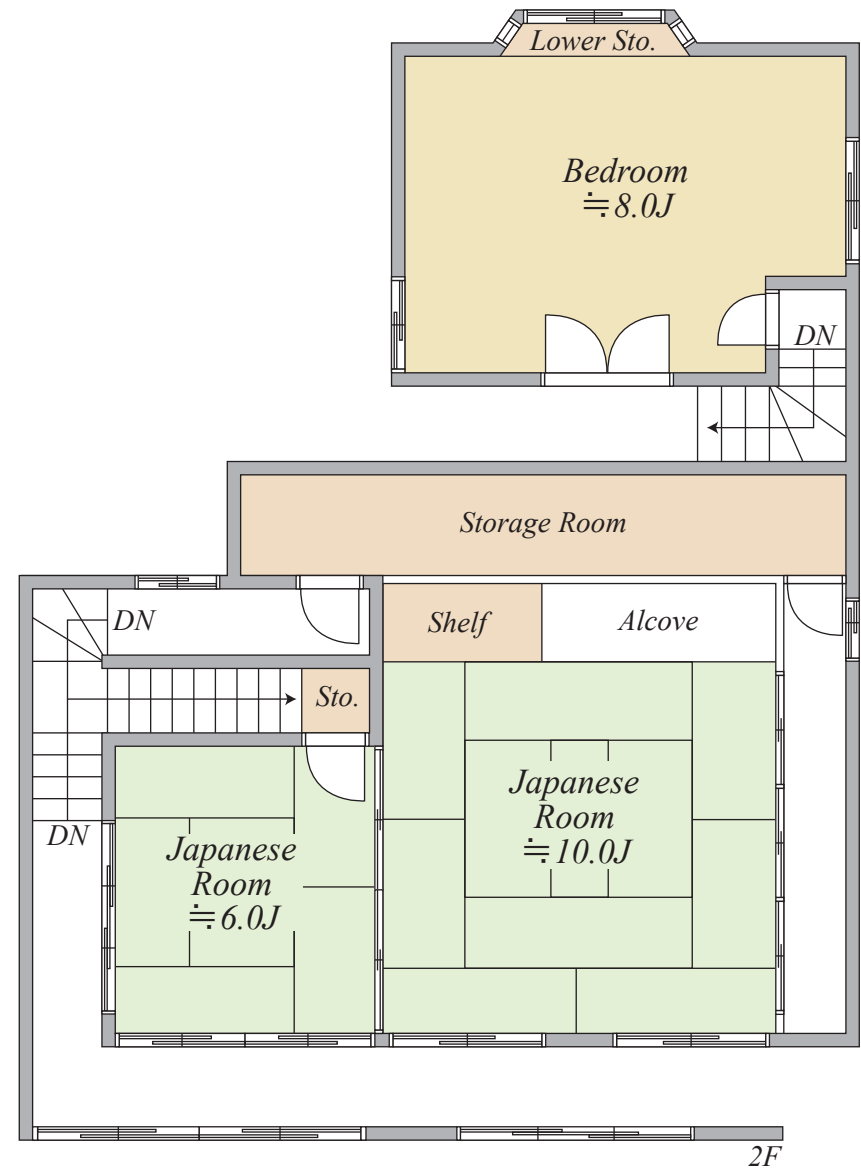 Lower Sto.
Bedroom
≒8.0J
DN
Storage Room
DN
Shelf
Alcove
Sto.
Japanese
Room
≒10.0J
DN
Japanese
Room
≒6.0J
2F